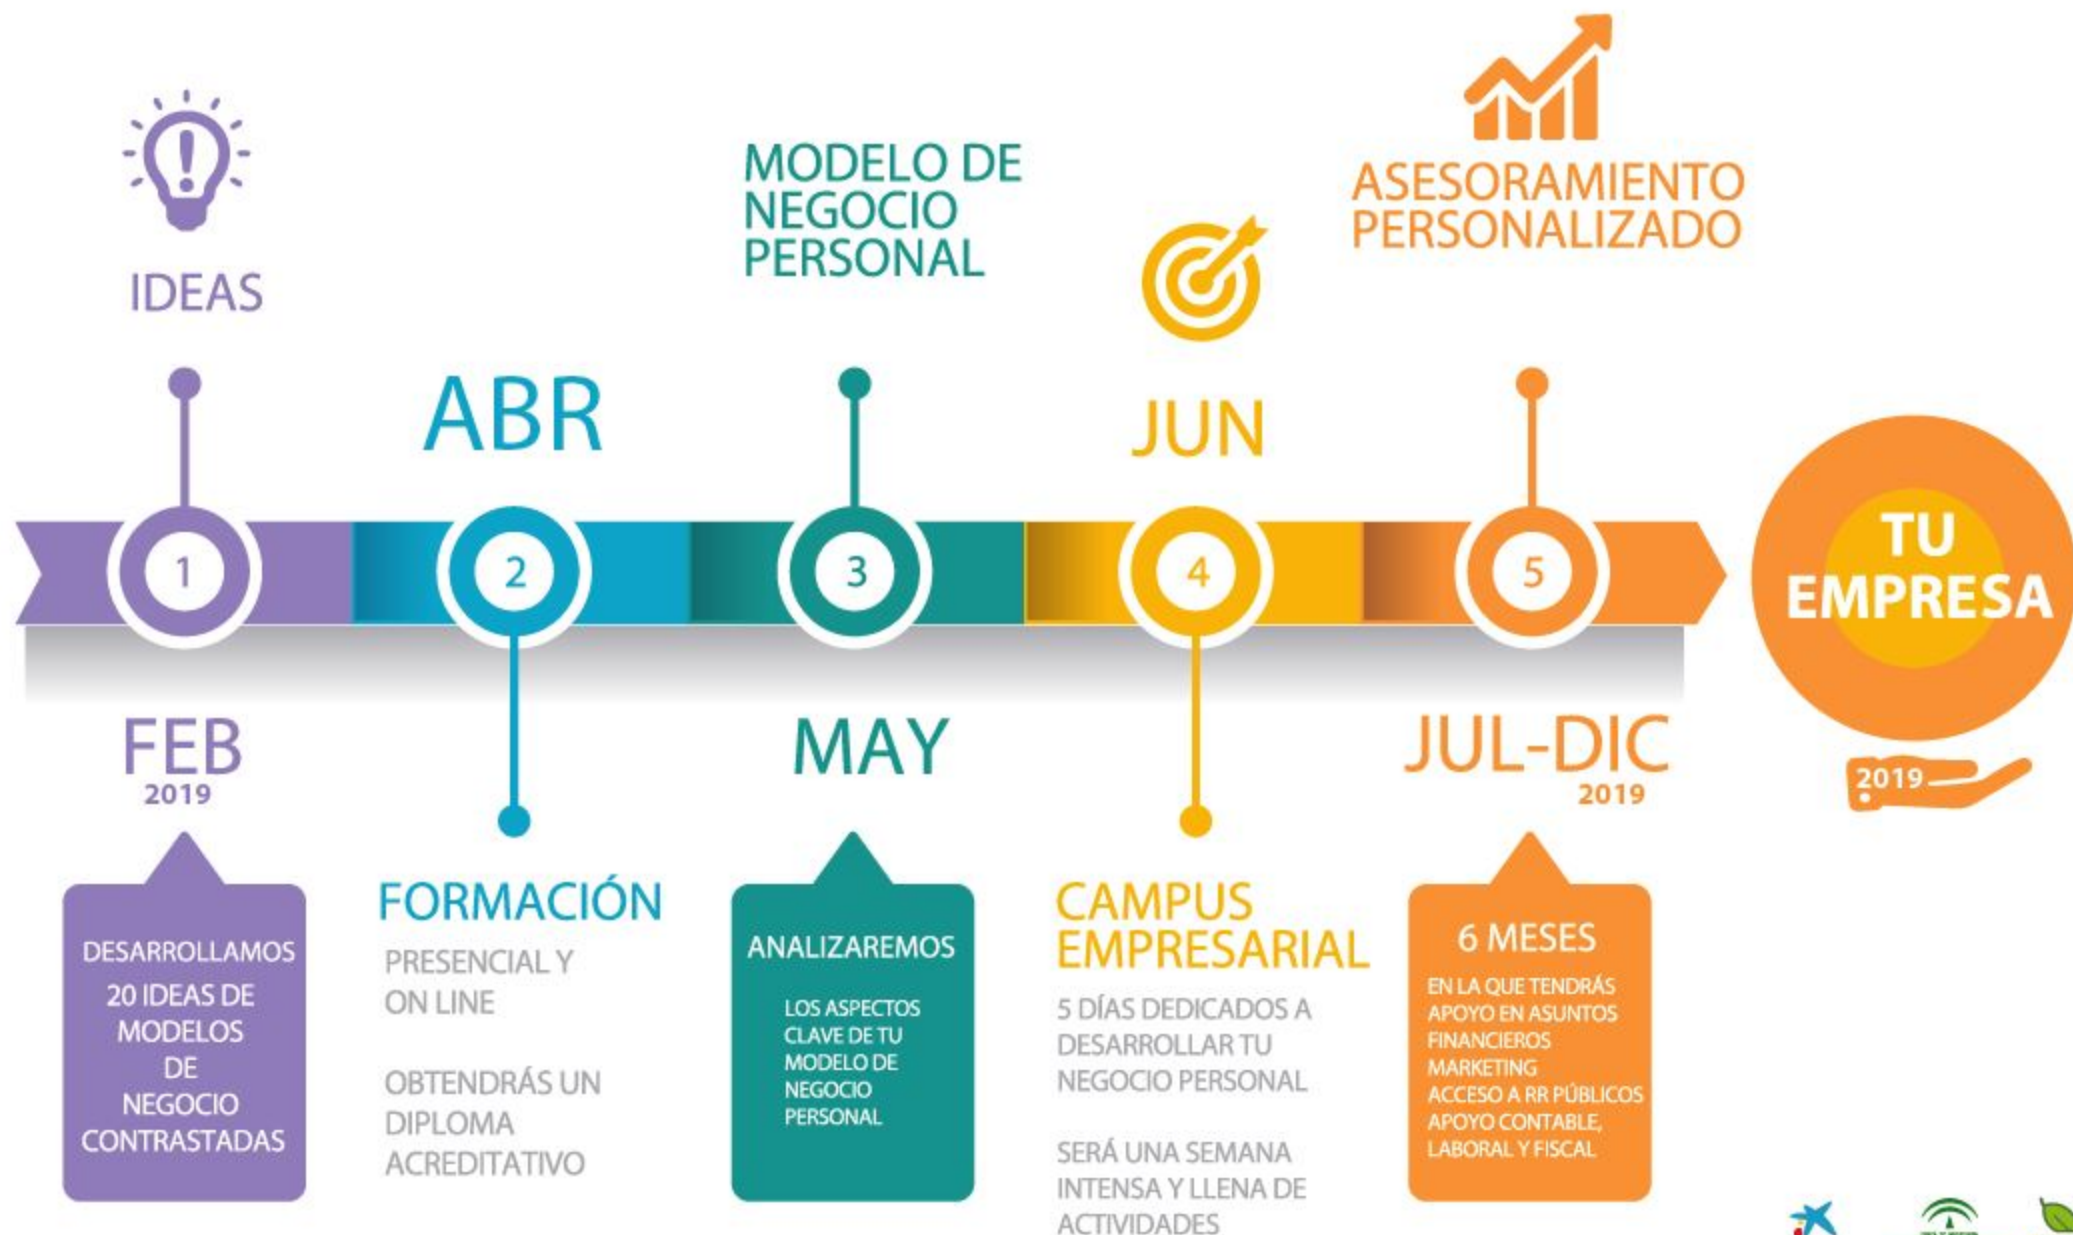 IDEAS
1
FEB
2019
DESARROLLAMOS
20 IDEAS DE
MODELOS
DE
NEGOCIO
CONTRASTADAS
ABR
2
FORMACIÓN
PRESENCIAL Y
ON LINE
OBTENDRÁS UN
DIPLOMA
ACREDITATIVO
MODELO DE
NEGOCIO
PERSONAL
3
MAY
ANALIZAREMOS
LOS ASPECTOS
CLAVE DE TU
MODELO DE
NEGOCIO
PERSONAL
JUN
4
CAMPUS
EMPRESARIAL
5 DÍAS DEDICADOS A
DESARROLLAR TU
NEGOCIO PERSONAL
SERÁ UNA SEMANA
INTENSA Y LLENA DE
ACTIVIDADES
ASESORAMIENTO
PERSONALIZADO
5
JUL-DIC
2019
6 MESES
EN LA QUE TENDRÁS
APOYO EN ASUNTOS
FINANCIEROS
MARKETING
ACCESO A RR PÚBLICOS
APOYO CONTABLE,
LABORAL Y FISCAL
TU
EMPRESA
2019